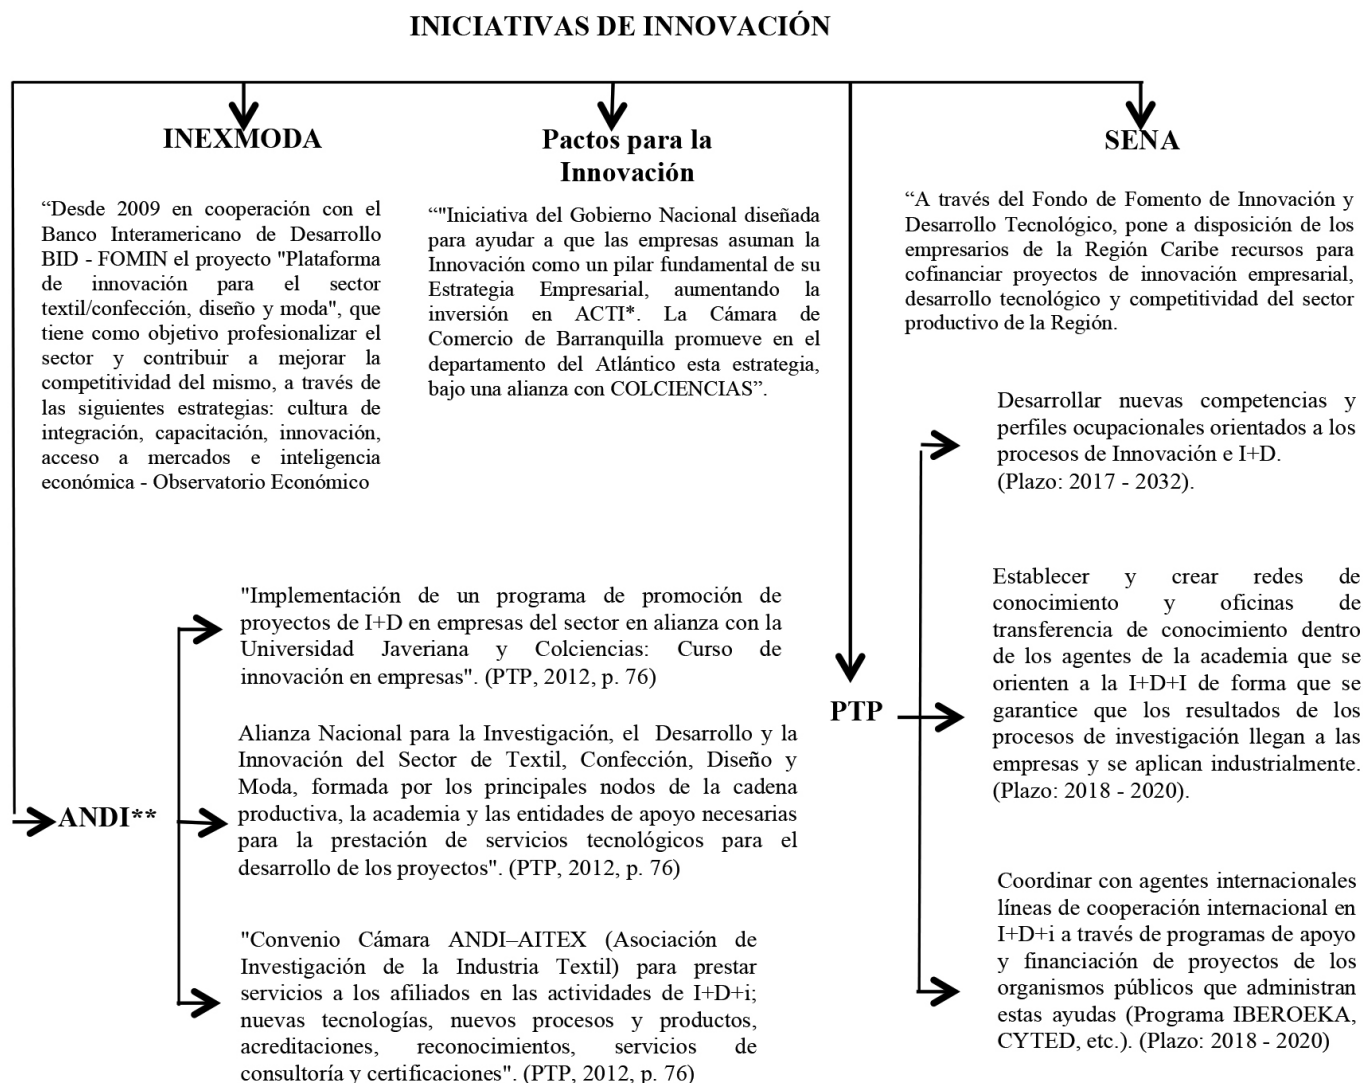 INICIATIVAS DE INNOVACIÓN
INEXMODA
“Desde 2009 en cooperación con el
Banco Interamericano de Desarrollo
BID - FOMIN el proyecto "Plataforma
de innovación para el sector
textil/confección, diseño y moda", que
tiene como objetivo profesionalizar el
sector y contribuir a mejorar la
competitividad del mismo, a través de
las siguientes estrategias: cultura de
integración, capacitación, innovación,
acceso a mercados e inteligencia
económica - Observatorio Económico
Pactos para la
Innovación
“"Iniciativa del Gobierno Nacional diseñada
para ayudar a que las empresas asuman la
Innovación como un pilar fundamental de su
Estrategia Empresarial, aumentando la
inversión en ACTI*. La Cámara de
Comercio de Barranquilla promueve en el
departamento del Atlántico esta estrategia,
bajo una alianza con COLCIENCIAS”.
SENA
“A través del Fondo de Fomento de Innovación y
Desarrollo Tecnológico, pone a disposición de los
empresarios de la Región Caribe recursos para
cofinanciar proyectos de innovación empresarial,
desarrollo tecnológico y competitividad del sector
productivo de la Región.
ANDI**
"Implementación de un programa de promoción de
proyectos de I+D en empresas del sector en alianza con la
Universidad Javeriana y Colciencias: Curso de
innovación en empresas". (PTP, 2012, p. 76)
Alianza Nacional para la Investigación, el Desarrollo y la
Innovación del Sector de Textil, Confección, Diseño y
Moda, formada por los principales nodos de la cadena
productiva, la academia y las entidades de apoyo necesarias
para la prestación de servicios tecnológicos para el
desarrollo de los proyectos". (PTP, 2012, p. 76)
"Convenio Cámara ANDI–AITEX (Asociación de
Investigación de la Industria Textil) para prestar
servicios a los afiliados en las actividades de I+D+i;
nuevas tecnologías, nuevos procesos y productos,
acreditaciones, reconocimientos, servicios de
consultoría y certificaciones". (PTP, 2012, p. 76)
PTP
Desarrollar nuevas competencias y
perfiles ocupacionales orientados a los
procesos de Innovación e I+D.
(Plazo: 2017 - 2032).
Establecer y crear redes de
conocimiento y oficinas de
transferencia de conocimiento dentro
de los agentes de la academia que se
orienten a la I+D+I de forma que se
garantice que los resultados de los
procesos de investigación llegan a las
empresas y se aplican industrialmente.
(Plazo: 2018 - 2020).
Coordinar con agentes internacionales
líneas de cooperación internacional en
I+D+i a través de programas de apoyo
y financiación de proyectos de los
organismos públicos que administran
estas ayudas (Programa IBEROEKA,
CYTED, etc.). (Plazo: 2018 - 2020)